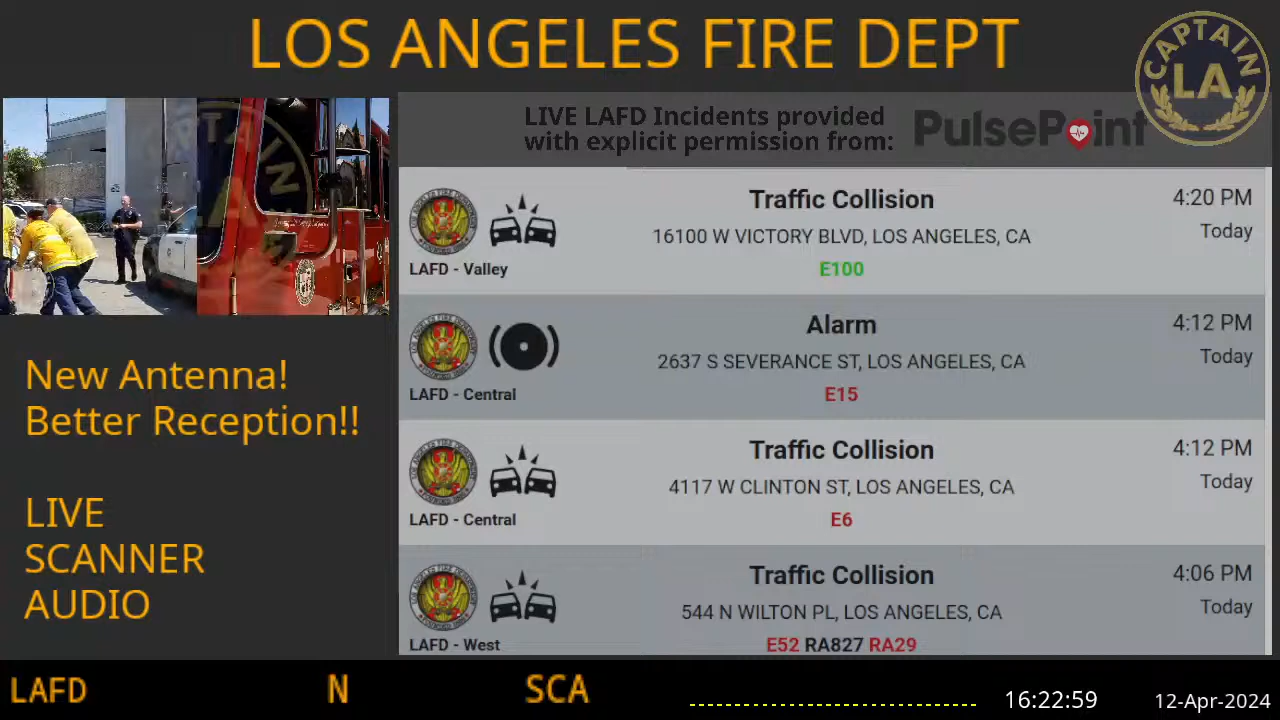 LOS ANGELES FIRE DEPT
CAPTAIN
LA
LIVE LAFD Incidents provided
with explicit permission from:
PulsePoint
Traffic Collision
4:20 PM
16100 W VICTORY BLVD, LOS ANGELES, CA
Today
LAFD - Valley
E100
Alarm
4:12 PM
2637 S SEVERANCE ST, LOS ANGELES, CA
Today
LAFD - Central
E15
Traffic Collision
4:12 PM
4117 W CLINTON ST, LOS ANGELES, CA
Today
LAFD - Central
E6
Traffic Collision
4:06 PM
544 N WILTON PL, LOS ANGELES, CA
Today
LAFD - West
E52 RA827 RA29
New Antenna!
Better Reception!!
LIVE
SCANNER
AUDIO
LAFD N SCA
16:22:59 12-Apr-2024